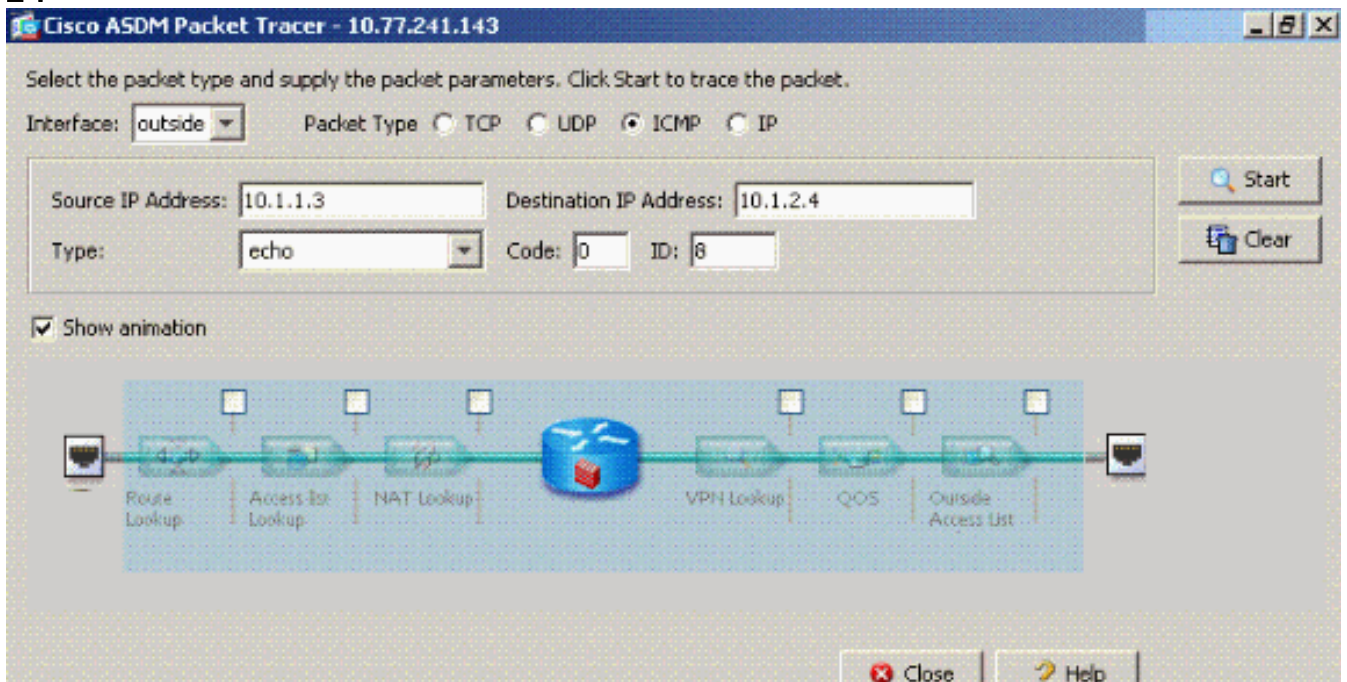 Cisco ASDM Packet Tracer - 10.77.241.143
Select the packet type and supply the packet parameters. Click Start to trace the packet.
Interface: outside Packet Type TCP UDP ICMP IP
Source IP Address: 10.1.1.3 Destination IP Address: 10.1.2.4
Start
Type: echo Code: 0 ID: 8
Clear
Show animation
Route Lookup
Access list Lookup
NAT Lookup
VPN Lookup
QOS
Outside Access List
Close Help